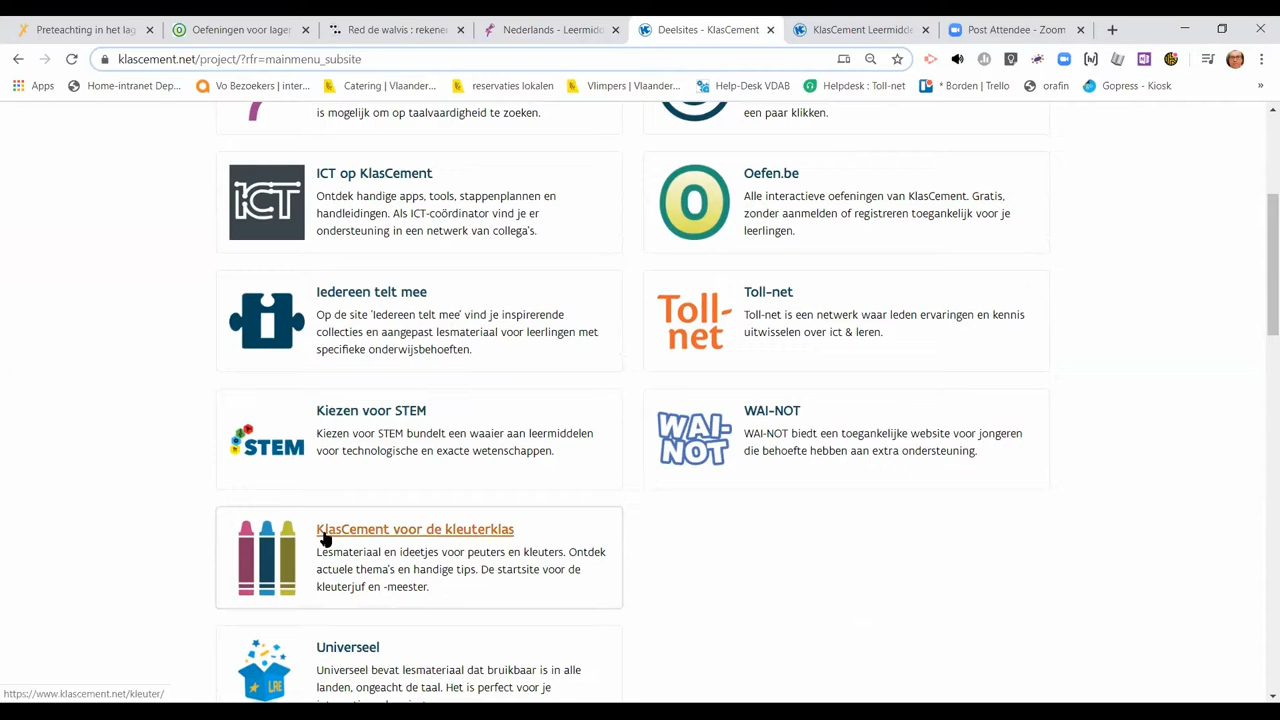 Preteachting in het lag
Oefeningen voor lager
Red de walvis : rekene
Nederlands - Leermidd
Deelsites - KlasCement
KlasCement Leermidde
Post Attendee - Zoom
klascement.net/project/?rfr=mainmenu_subsite
Apps
Home-intranet Dep...
Vo Bezoekers | inter...
Catering | Vlaander...
reservaties lokalen
Vlimpers | Vlaander...
Help-Desk VDAB
Helpdesk : Toll-net
* Borden | Trello
orafin
Gopress - Kiosk
»
is mogelijk om op taalvaardigheid te zoeken.
een paar klikken.
ICT
ICT op KlasCement
Ontdek handige apps, tools, stappenplannen en
handleidingen. Als ICT-coördinator vind je er
ondersteuning in een netwerk van collega's.
O
Oefen.be
Alle interactieve oefeningen van KlasCement. Gratis,
zonder aanmelden of registreren toegankelijk voor je
leerlingen.
i
Iedereen telt mee
Op de site 'Iedereen telt mee' vind je inspirerende
collecties en aangepast lesmateriaal voor leerlingen met
specifieke onderwijsbehoeften.
Toll-
net
Toll-net
Toll-net is een netwerk waar leden ervaringen en kennis
uitwisselen over ict & leren.
STEM
Kiezen voor STEM
Kiezen voor STEM bundelt een waaier aan leermiddelen
voor technologische en exacte wetenschappen.
WAI-
NOT
WAI-NOT
WAI-NOT biedt een toegankelijke website voor jongeren
die behoefte hebben aan extra ondersteuning.
KlasCement voor de kleuterklas
Lesmateriaal en ideetjes voor peuters en kleuters. Ontdek
actuele thema's en handige tips. De startsite voor de
kleuterjuf en -meester.
LRE
Universeel
Universeel bevat lesmateriaal dat bruikbaar is in alle
landen, ongeacht de taal. Het is perfect voor je
https://www.klascement.net/kleuter/